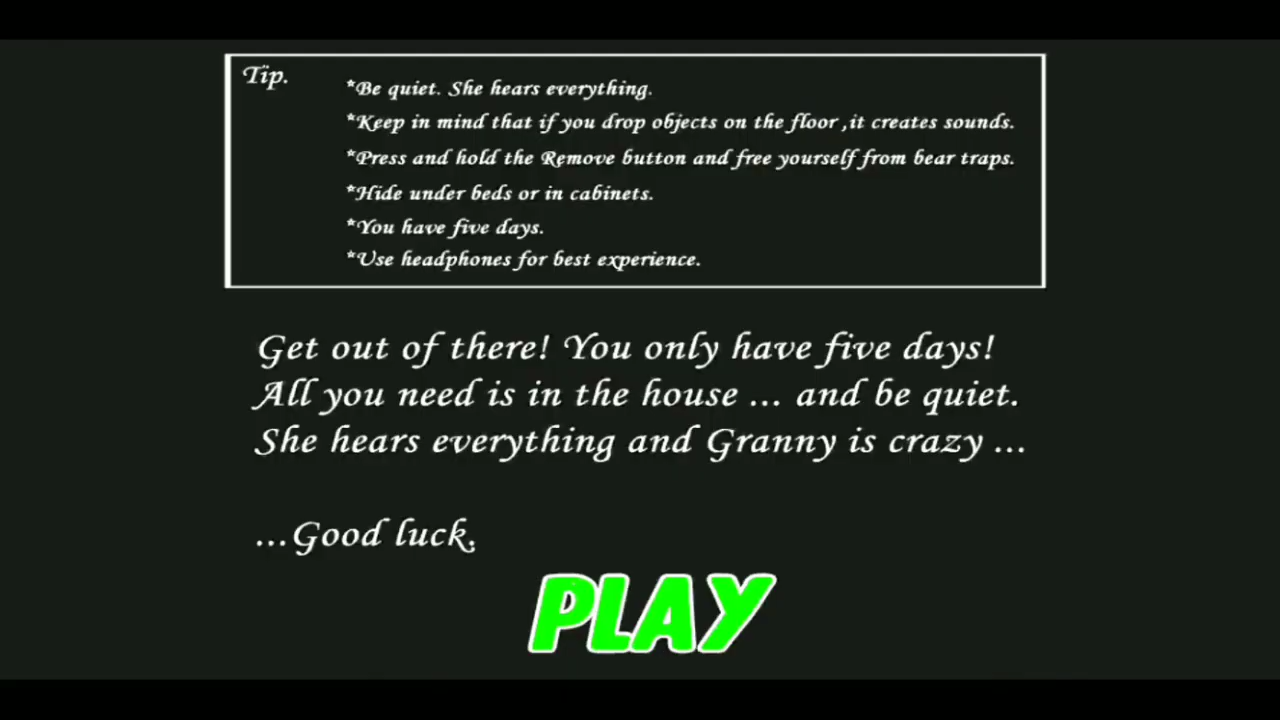 Tip.
*Be quiet. She hears everything.
*Keep in mind that if you drop objects on the floor ,it creates sounds.
*Press and hold the Remove button and free yourself from bear traps.
*Hide under beds or in cabinets.
*You have five days.
*Use headphones for best experience.
Get out of there! You only have five days!
All you need is in the house ... and be quiet.
She hears everything and Granny is crazy ...
...Good luck.
PLAY